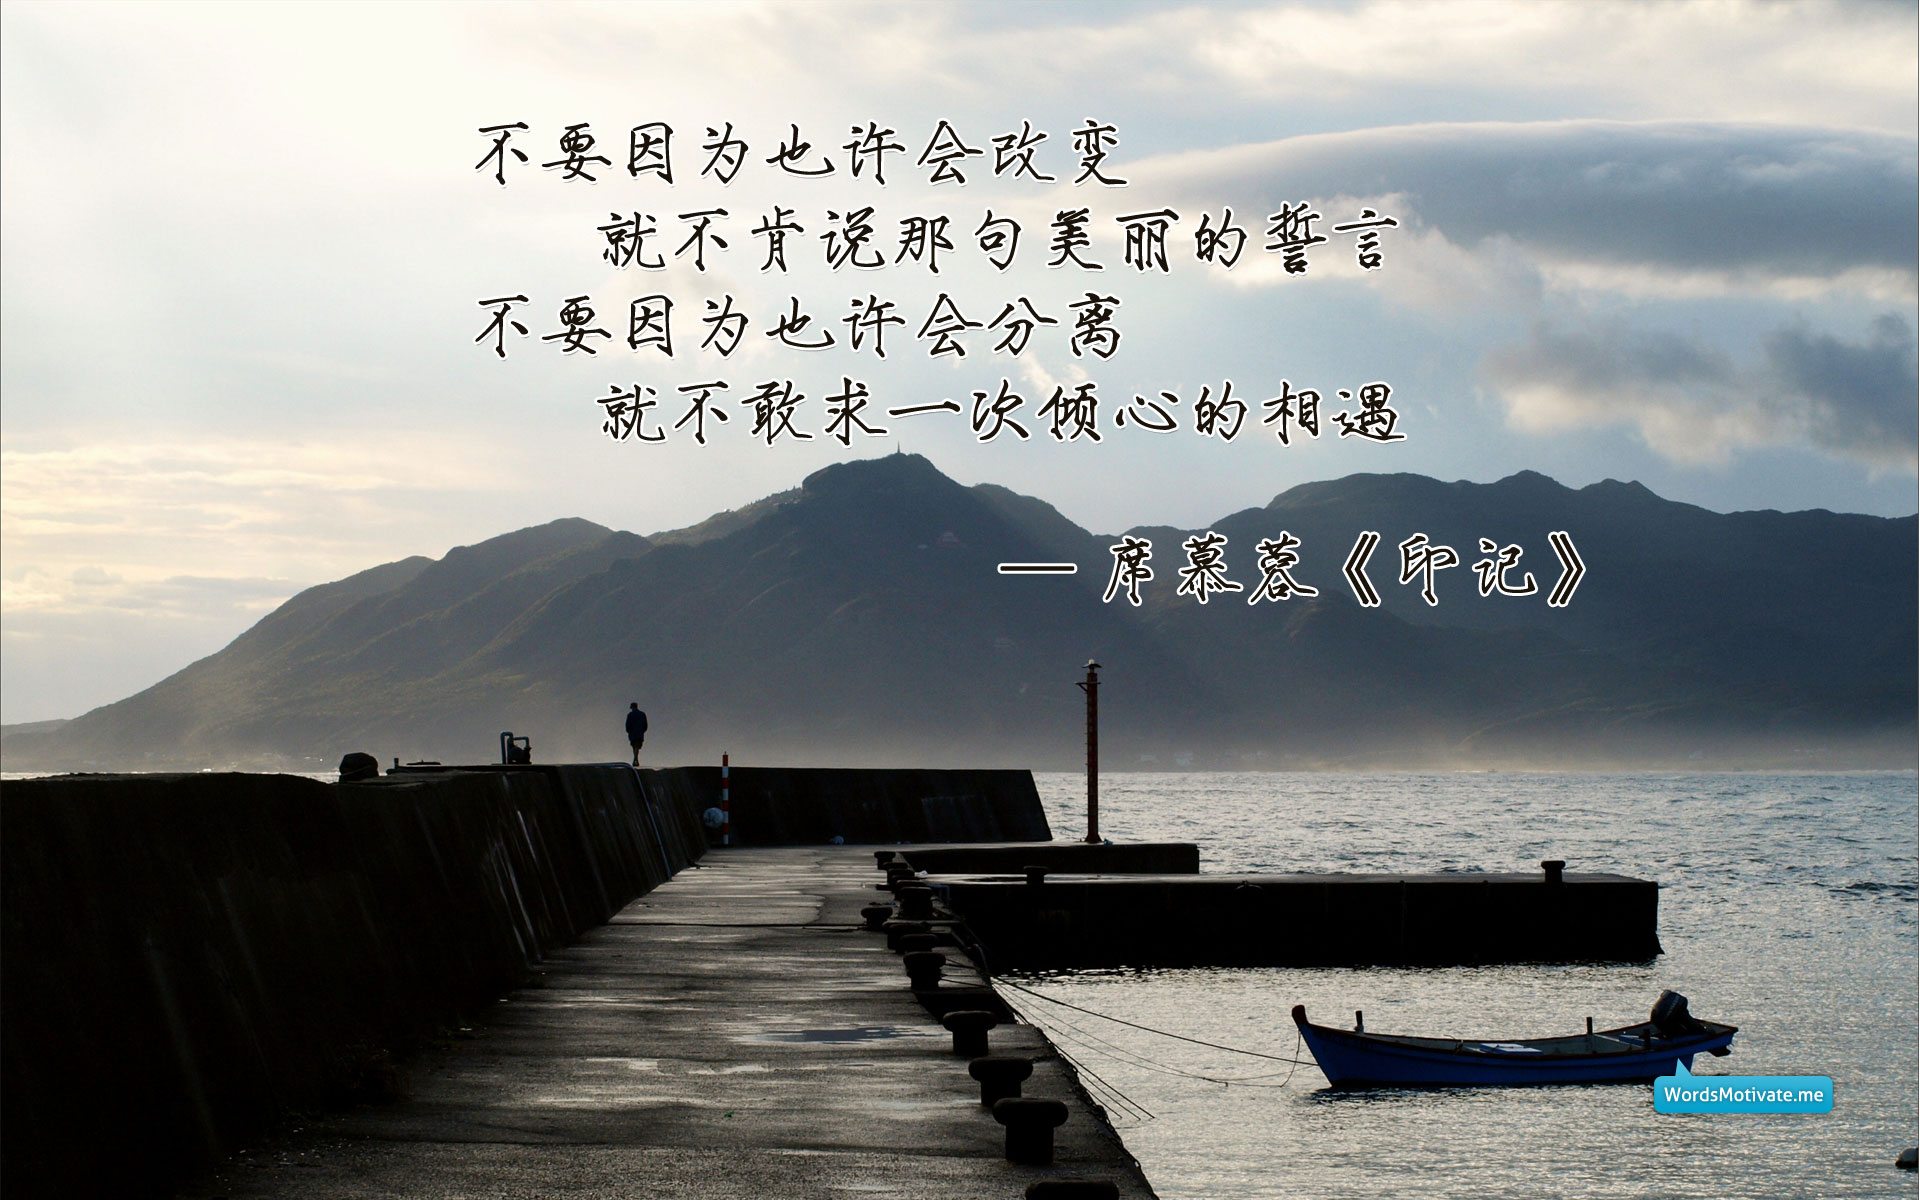 不要因为也许会改变
就不肯说那句美丽的誓言
不要因为也许会分离
就不敢求一次倾心的相遇
— 席慕蓉《印记》
WordsMotivate.me